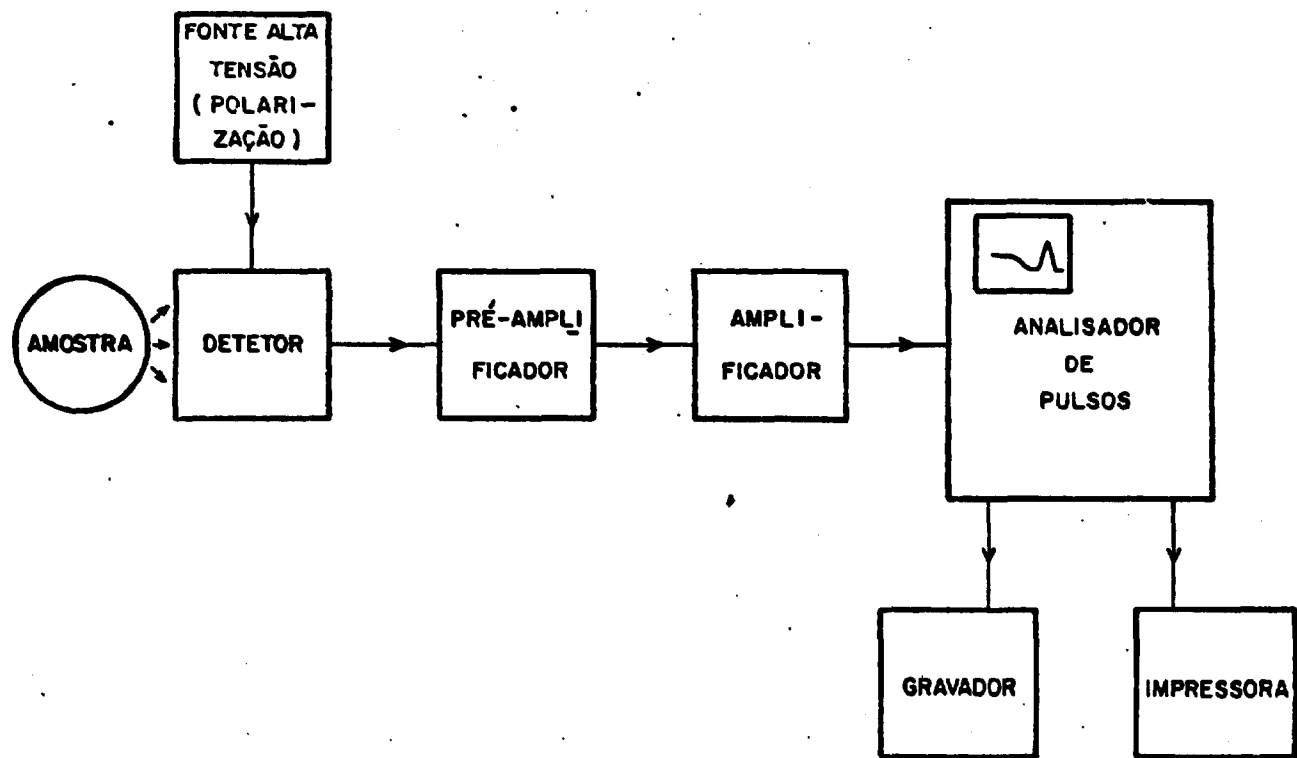 FONTE ALTA
TENSÃO
( POLARI-
ZAÇÃO )
AMOSTRA
DETETOR
PRÉ-AMPLI
FICADOR
AMPLI-
FICADOR
ANALISADOR
DE
PULSOS
GRAVADOR
IMPRESSORA